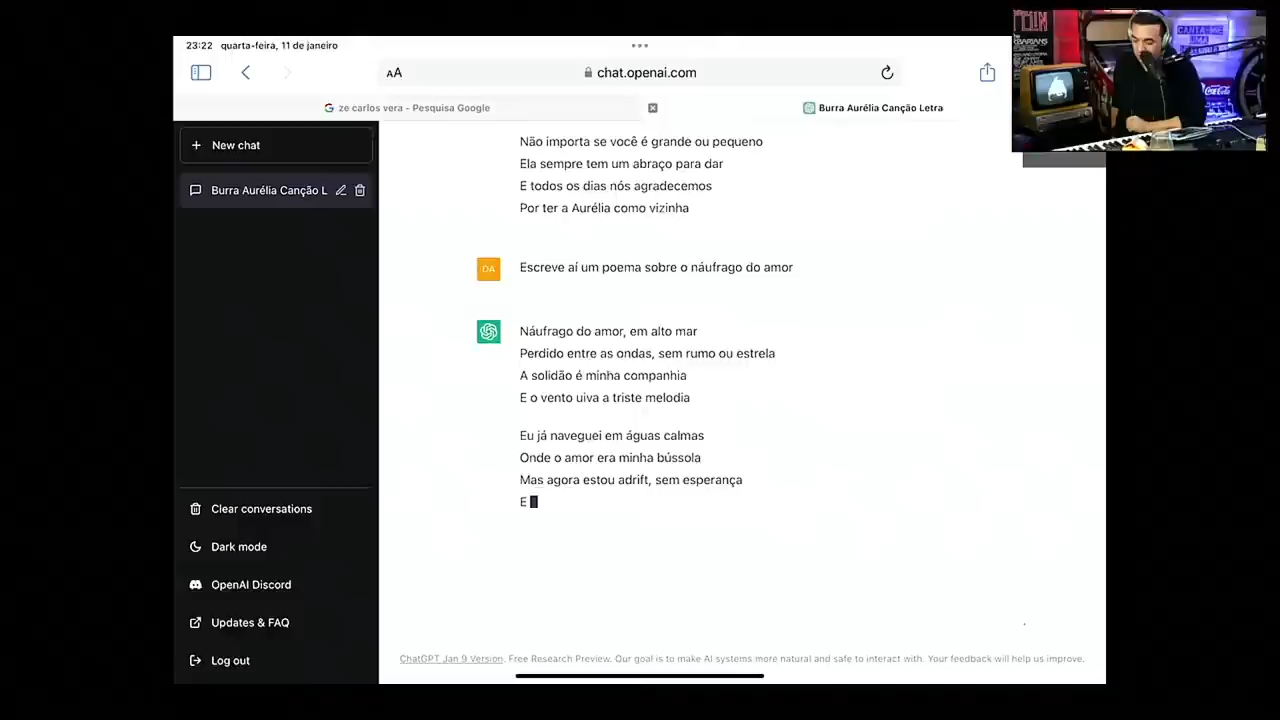 23:22 quarta-feira, 11 de janeiro
AA chat.openai.com
ze carlos vera - Pesquisa Google
Burra Aurélia Canção Letra
New chat
Burra Aurélia Canção L
Não importa se você é grande ou pequeno
Ela sempre tem um abraço para dar
E todos os dias nós agradecemos
Por ter a Aurélia como vizinha
DA Escreve aí um poema sobre o náufrago do amor
Náufrago do amor, em alto mar
Perdido entre as ondas, sem rumo ou estrela
A solidão é minha companhia
E o vento uiva a triste melodia
Eu já naveguei em águas calmas
Onde o amor era minha bússola
Mas agora estou adrift, sem esperança
E
Clear conversations
Dark mode
OpenAI Discord
Updates & FAQ
Log out
ChatGPT Jan 9 Version. Free Research Preview. Our goal is to make AI systems more natural and safe to interact with. Your feedback will help us improve.
CANTA-ME
UMA
Coca-Cola